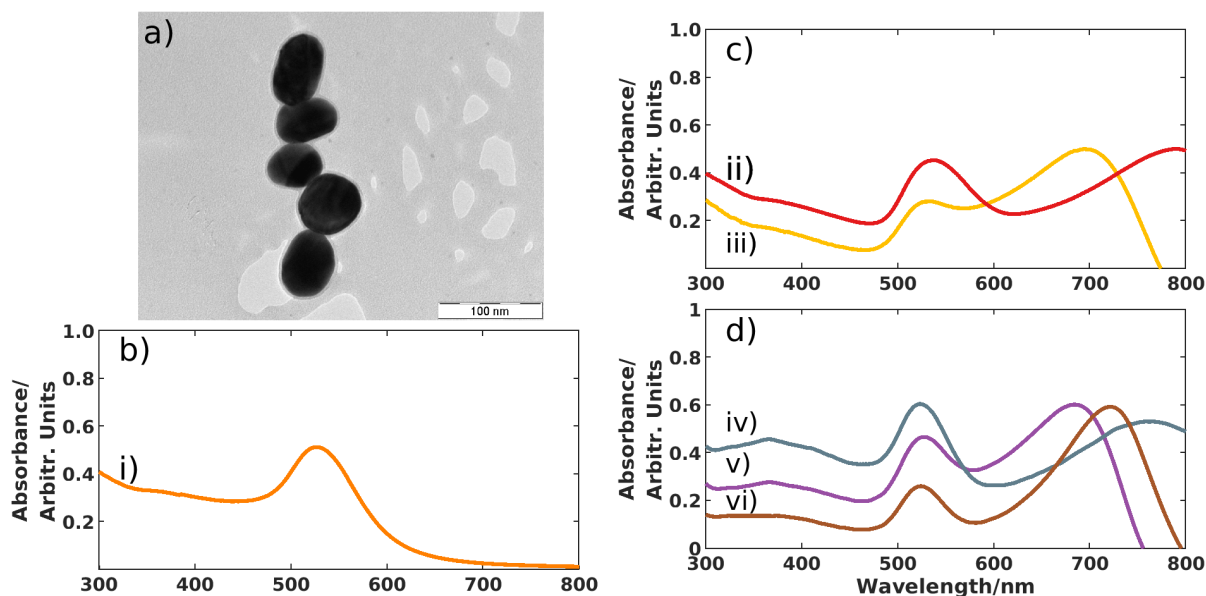 a)
100 nm
b)
Absorbance/
Arbitr. Units
1.0
0.8
0.6
0.4
0.2
i)
300 400 500 600 700 800
c)
Absorbance/
Arbitr. Units
1.0
0.8
0.6
0.4
0.2
ii)
iii)
300 400 500 600 700 800
d)
Absorbance/
Arbitr. Units
1
0.8
0.6
0.4
0.2
0
iv)
v)
vi)
300 400 500 600 700 800
Wavelength/nm